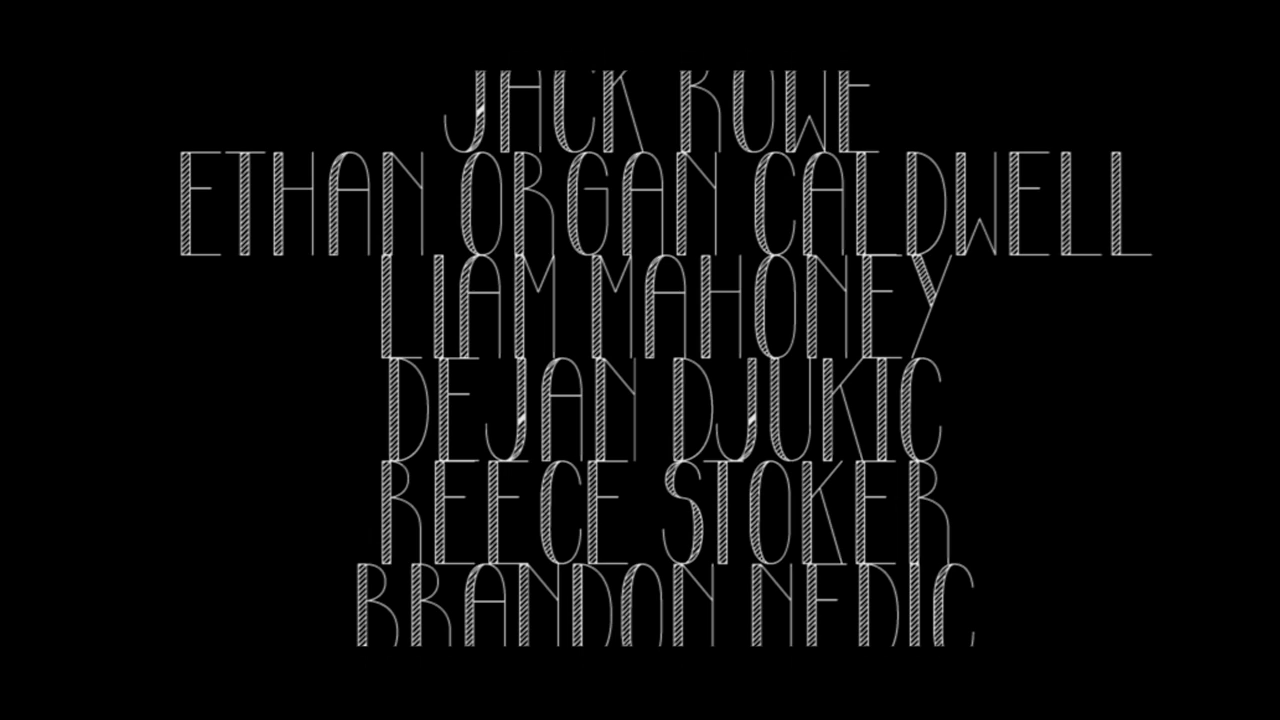 JACK ROWE
ETHAN ORGAN CALDWELL
LIAM MAHONEY
DEJAN DJUKIC
REECE STOKER
BRANDON NEDIC